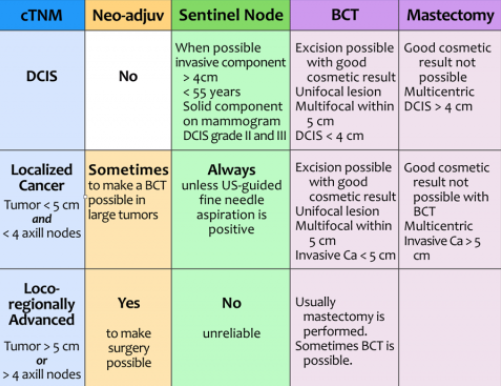 cTNM
Neo-adjuv
Sentinel Node
BCT
Mastectomy
DCIS
No
When possible
invasive component
> 4cm
< 55 years
Solid component
on mammogram
DCIS grade II and III
Excision possible
with good
cosmetic result
Unifocal lesion
Multifocal within
5 cm
DCIS < 4 cm
Good cosmetic
result not
possible
Multicentric
DCIS > 4 cm
Localized
Cancer
Tumor < 5 cm
and
< 4 axill nodes
Sometimes
to make a BCT
possible in
large tumors
Always
unless US-guided
fine needle
aspiration is
positive
Excision possible
with good
cosmetic result
Unifocal lesion
Multifocal within
5 cm
Invasive Ca < 5 cm
Good cosmetic
result not
possible with
BCT
Multicentric
Invasive Ca > 5
cm
Loco-
regionally
Advanced
Tumor > 5 cm
or
> 4 axill nodes
Yes
to make
surgery
possible
No
unreliable
Usually
mastectomy is
performed.
Sometimes BCT is
possible.